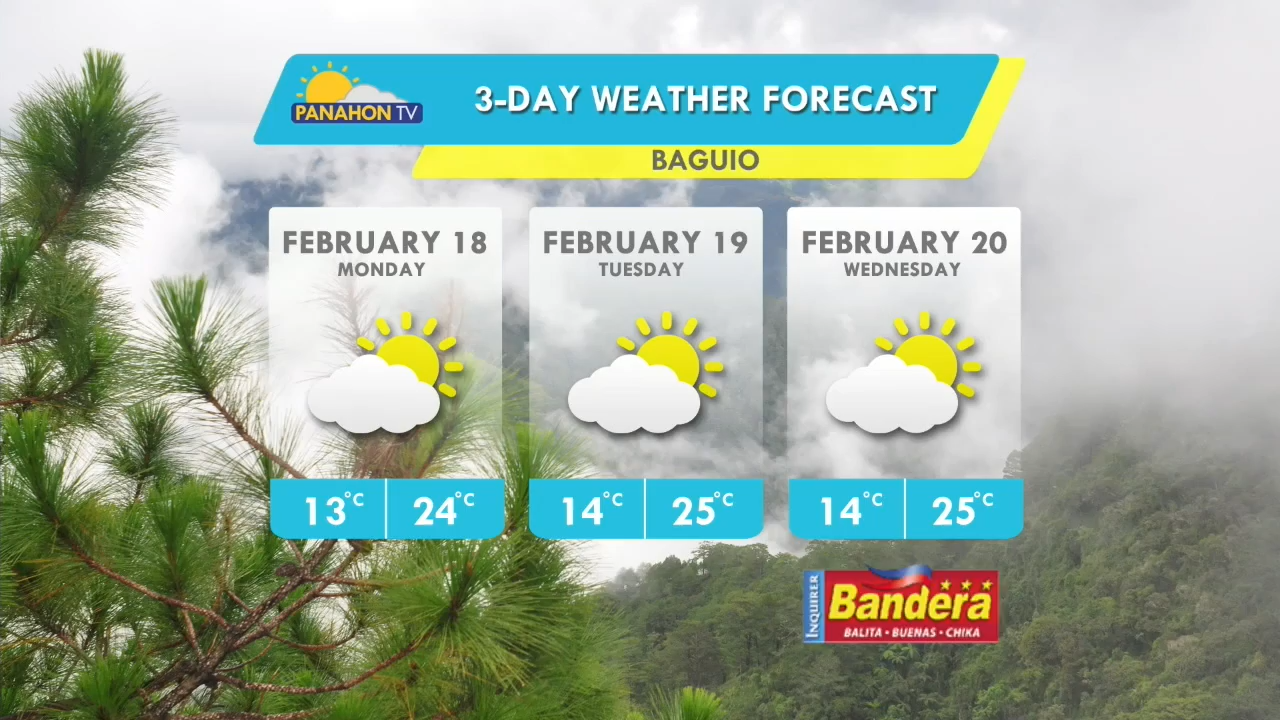 PANAHON TV
3-DAY WEATHER FORECAST
BAGUIO
FEBRUARY 18
MONDAY
13°C
24°C
FEBRUARY 19
TUESDAY
14°C
25°C
FEBRUARY 20
WEDNESDAY
14°C
25°C
INQUIRER
Bandera
BALITA • BUENAS • CHIKA